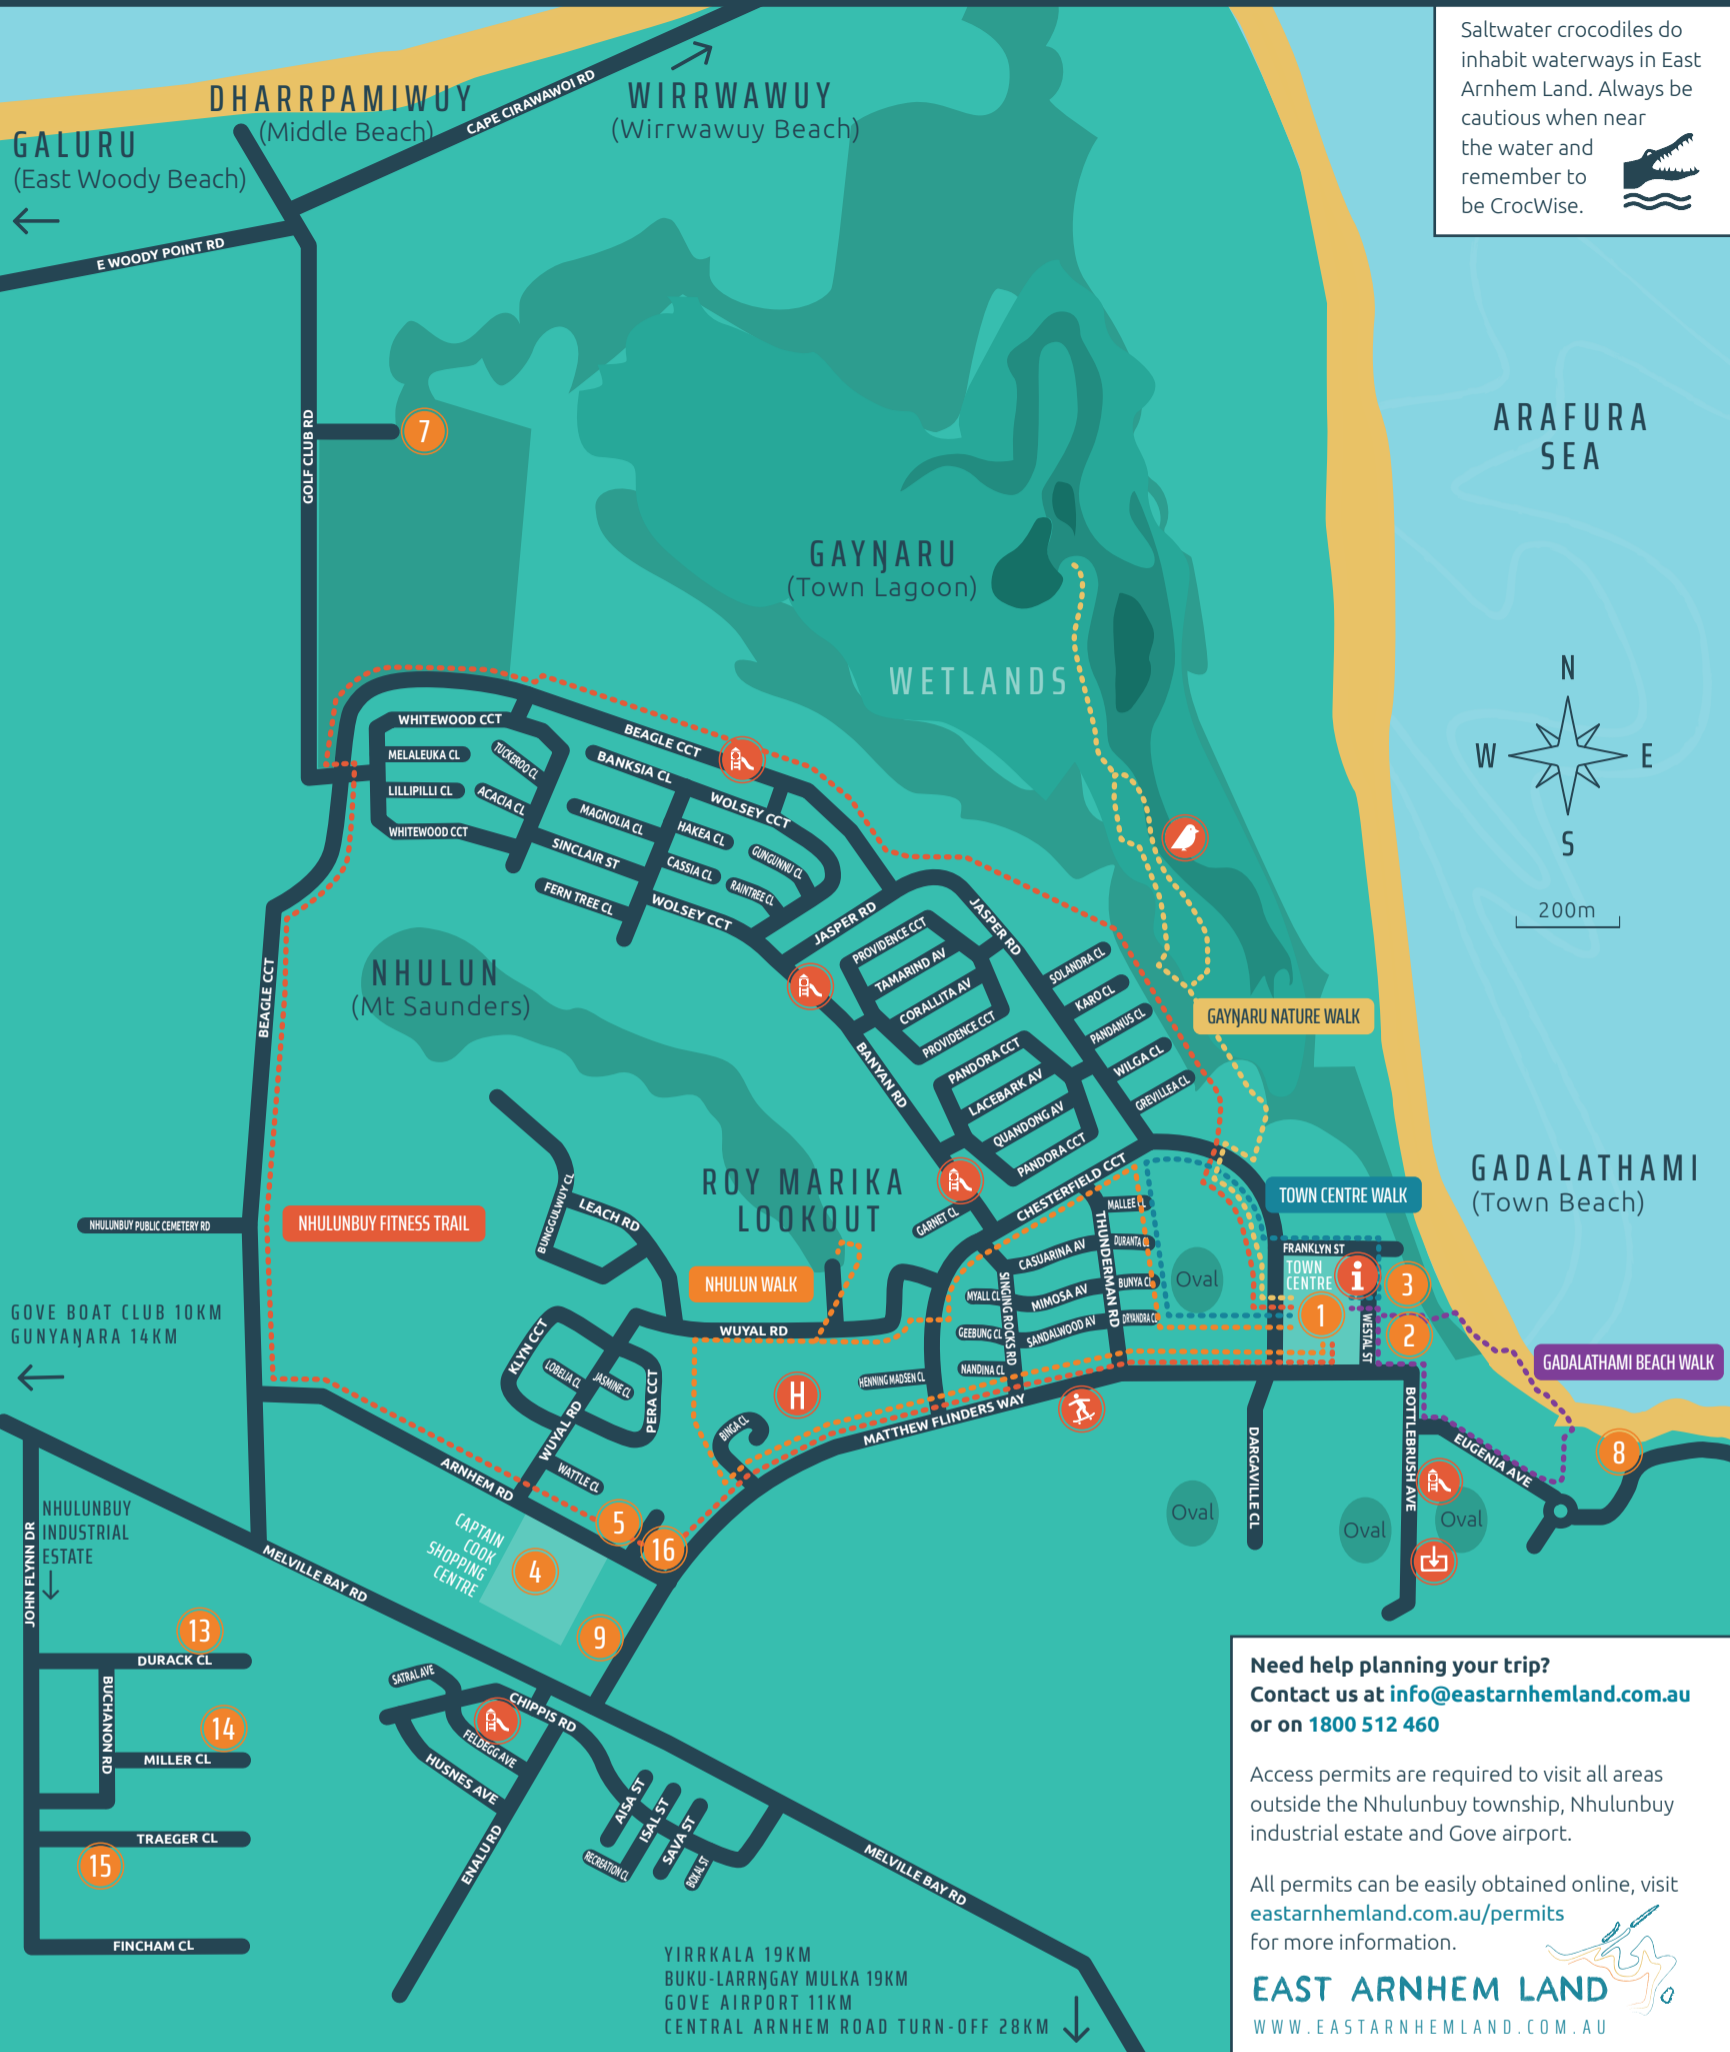 Saltwater crocodiles do
inhabit waterways in East
Arnhem Land. Always be
cautious when near
the water and
remember to
be CrocWise.
DHARRPAMIWUY
(Middle Beach)
CAPE CIRAWAWOI RD
WIRRWAWUY
(Wirrwawuy Beach)
GALURU
(East Woody Beach)
E WOODY POINT RD
GOLF CLUB RD
7
ARAFURA
SEA
GAYŊARU
(Town Lagoon)
WETLANDS
N
W
E
S
200m
WHITEWOOD CCT
MELALEUKA CL
TUCKEROO CL
LILLIPILLI CL
ACACIA CL
WHITEWOOD CCT
BEAGLE CCT
BANKSIA CL
WOLSEY CCT
MAGNOLIA CL
HAKEA CL
GUNGUNNU CL
SINCLAIR ST
CASSIA CL
RAINTREE CL
FERN TREE CL
WOLSEY CCT
JASPER RD
JASPER RD
PROVIDENCE CCT
TAMARIND AV
CORALLITA AV
PROVIDENCE CCT
SOLANDRA CL
KARO CL
PANDANUS CL
WILGA CL
GREVILLEA CL
BEAGLE CCT
NHULUN
(Mt Saunders)
BANYAN RD
PANDORA CCT
LACEBARK AV
QUANDONG AV
PANDORA CCT
GAYŊARU NATURE WALK
GADALATHAMI
(Town Beach)
ROY MARIKA
LOOKOUT
CHESTERFIELD CCT
GARNET CL
TOWN CENTRE WALK
NHULUNBUY PUBLIC CEMETERY RD
NHULUNBUY FITNESS TRAIL
BUNGGULWUY CL
LEACH RD
NHULUN WALK
MALLEE CL
THUNDERMAN RD
DURANTA CL
CASUARINA AV
SINGING ROCKS RD
MYALL CL
MIMOSA AV
BUNYA CL
GEEBUNG CL
SANDALWOOD AV
DRYANDRA CL
NANDINA CL
HENNING MADSEN CL
Oval
FRANKLYN ST
TOWN
CENTRE
i
3
1
2
WESTAL ST
GADALATHAMI BEACH WALK
GOVE BOAT CLUB 10KM
GUNYAŊARA 14KM
WUYAL RD
KLYN CCT
LOBELIA CL
JASMINE CL
PERA CCT
WUYAL RD
WATTLE CL
H
BINGA CL
MATTHEW FLINDERS WAY
DARGAVILLE CL
BOTTLEBRUSH AVE
EUGENIA AVE
8
Oval
Oval
Oval
ARNHEM RD
5
16
CAPTAIN
COOK
SHOPPING
CENTRE
4
9
NHULUNBUY
INDUSTRIAL
ESTATE
JOHN FLYNN DR
MELVILLE BAY RD
13
DURACK CL
BUCHANON RD
14
MILLER CL
TRAEGER CL
15
FINCHAM CL
SATRAL AVE
CHIPPIS RD
FELDEGG AVE
HUSNES AVE
ENALU RD
AISA ST
ISAL ST
SAVA ST
RECREATION CL
BOKAL ST
MELVILLE BAY RD
YIRRKALA 19KM
BUKU-LARRŊGAY MULKA 19KM
GOVE AIRPORT 11KM
CENTRAL ARNHEM ROAD TURN-OFF 28KM
Need help planning your trip?
Contact us at info@eastarnhemland.com.au
or on 1800 512 460
Access permits are required to visit all areas
outside the Nhulunbuy township, Nhulunbuy
industrial estate and Gove airport.
All permits can be easily obtained online, visit
eastarnhemland.com.au/permits
for more information.
EAST ARNHEM LAND
WWW.EASTARNHEMLAND.COM.AU